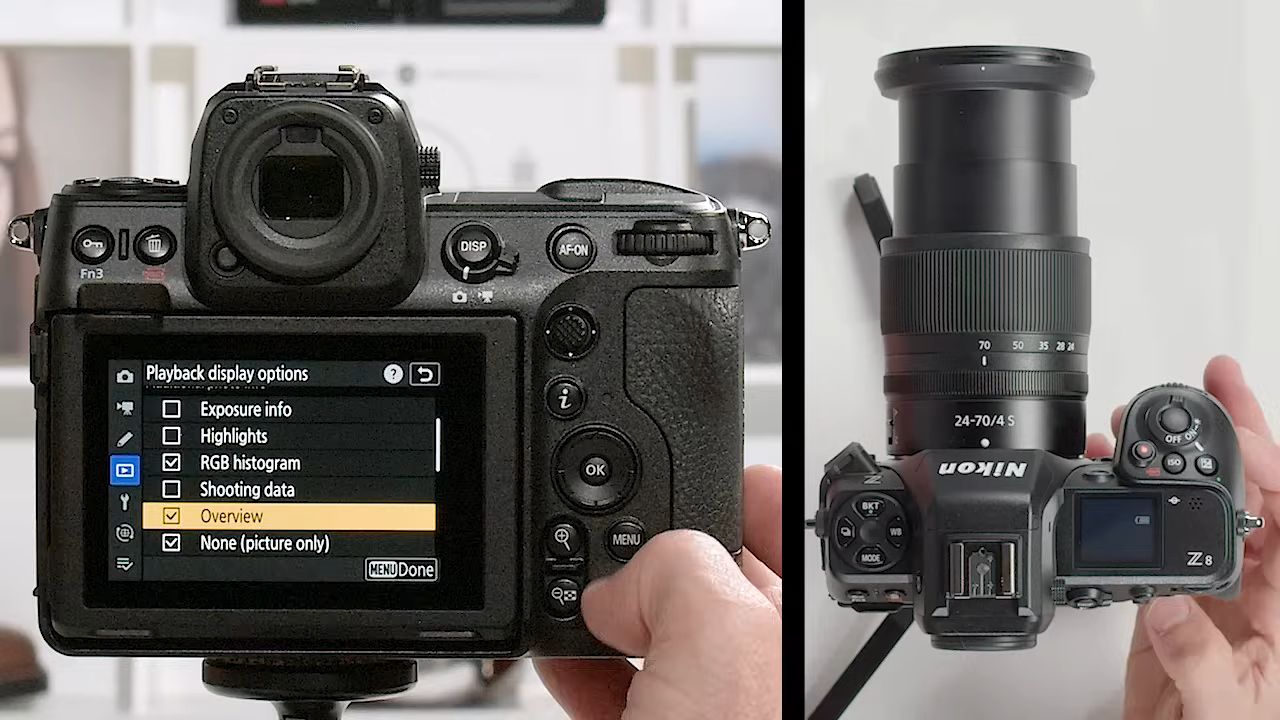 DISP
AF-ON
Fn3
Playback display options
?
Exposure info
Highlights
RGB histogram
Shooting data
Overview
None (picture only)
MENU Done
i
OK
MENU
70 50 35 28 24
24-70/4 S
Nikon
Z
BKT
WB
MODE
OFF ON
ISO
Z 8